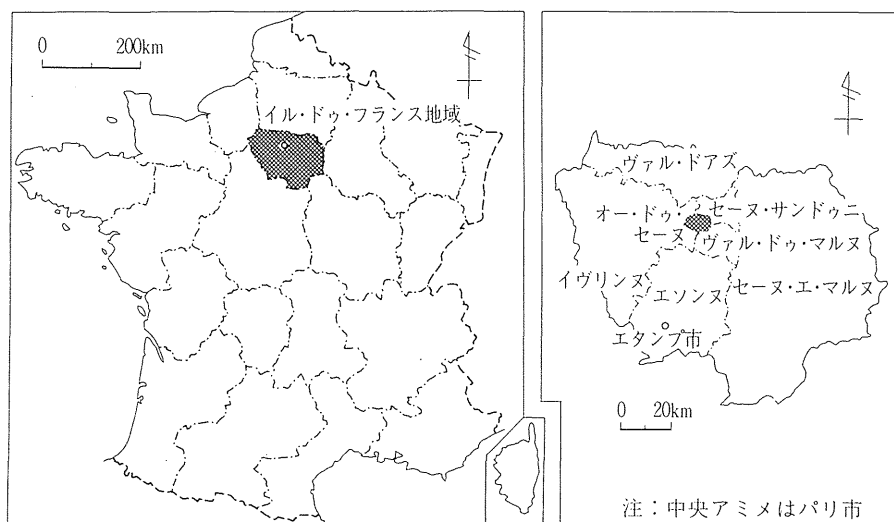 0 200km
イル・ドゥ・フランス地域
ヴァル・ドアズ
オー・ドゥ・
セーヌ
セーヌ・サンドゥニ
ヴァル・ドゥ・マルヌ
イヴリンヌ
エソンヌ
セーヌ・エ・マルヌ
エタンプ市
0 20km
注：中央アミメはパリ市